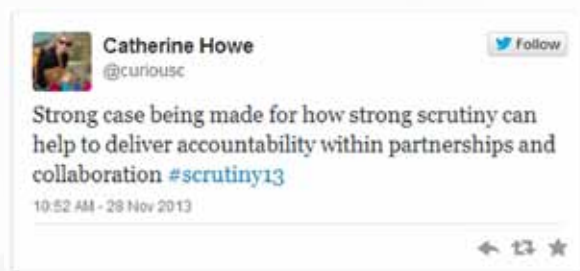 Catherine Howe
Follow
@curiousc
Strong case being made for how strong scrutiny can
help to deliver accountability within partnerships and
collaboration #scrutiny13
10:52 AM - 28 Nov 2013